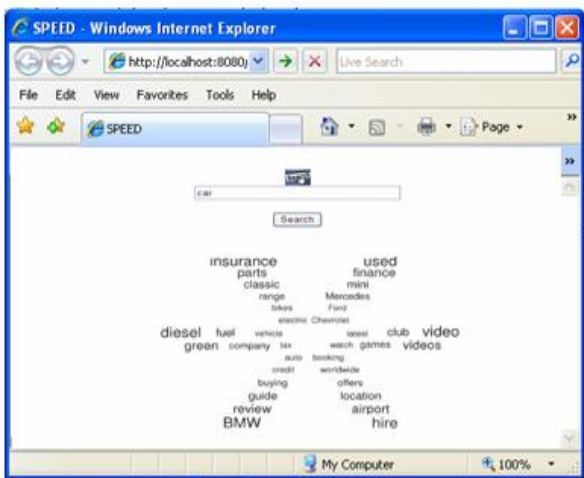 SPEED - Windows Internet Explorer
http://localhost:8080/ Live Search
File Edit View Favorites Tools Help
SPEED Page
car
Search
insurance used
parts finance
classic mini
range Mercedes
bikes Ford
electric Chevrolet
diesel fuel vehicle latest club video
green company tax watch games videos
auto booking
credit worldwide
buying offers
guide location
review airport
BMW hire
My Computer 100%